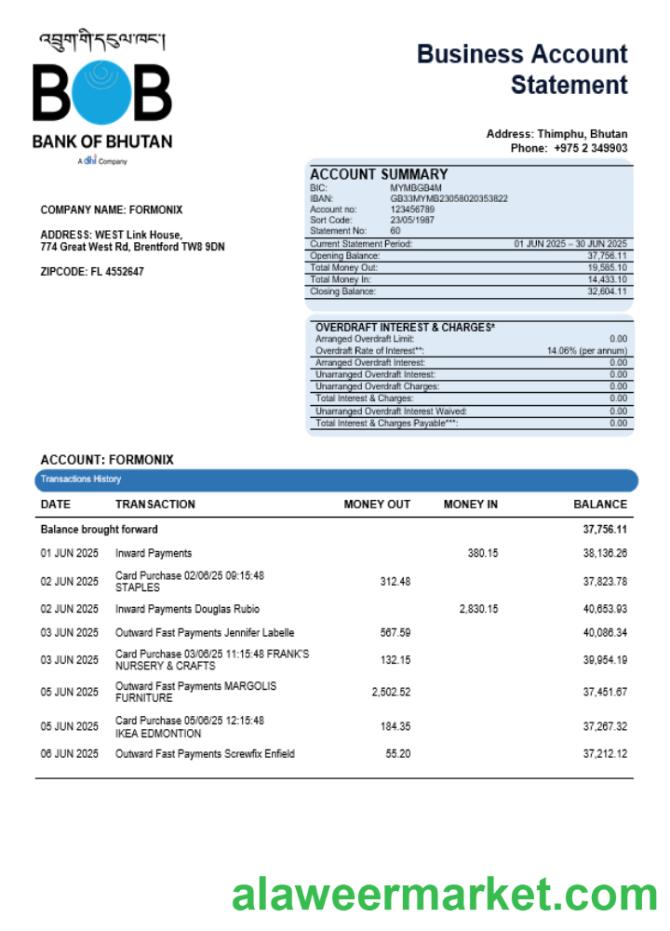 འབྲུག་གི་དངུལ་ཁང་།
BOB
BANK OF BHUTAN
A dhi Company
Business Account
Statement
Address: Thimphu, Bhutan
Phone: +975 2 349903
COMPANY NAME: FORMONIX
ADDRESS: WEST Link House,
774 Great West Rd, Brentford TW8 9DN
ZIPCODE: FL 4552647
ACCOUNT SUMMARY
BIC: MYMBGB4M
IBAN: GB33MYMB23058020353822
Account no: 123456789
Sort Code: 23/05/1987
Statement No: 60
Current Statement Period: 01 JUN 2025 – 30 JUN 2025
Opening Balance: 37,756.11
Total Money Out: 19,585.10
Total Money In: 14,433.10
Closing Balance: 32,604.11
OVERDRAFT INTEREST & CHARGES*
Arranged Overdraft Limit: 0.00
Overdraft Rate of Interest**: 14.06% (per annum)
Arranged Overdraft Interest: 0.00
Unarranged Overdraft Interest: 0.00
Unarranged Overdraft Charges: 0.00
Total Interest & Charges: 0.00
Unarranged Overdraft Interest Waived: 0.00
Total Interest & Charges Payable***: 0.00
ACCOUNT: FORMONIX
Transactions History
DATE TRANSACTION MONEY OUT MONEY IN BALANCE
Balance brought forward 37,756.11
01 JUN 2025 Inward Payments 380.15 38,136.26
02 JUN 2025 Card Purchase 02/06/25 09:15:48 312.48 37,823.78
STAPLES
02 JUN 2025 Inward Payments Douglas Rubio 2,830.15 40,653.93
03 JUN 2025 Outward Fast Payments Jennifer Labelle 567.59 40,086.34
03 JUN 2025 Card Purchase 03/06/25 11:15:48 FRANK'S 132.15 39,954.19
NURSERY & CRAFTS
05 JUN 2025 Outward Fast Payments MARGOLIS 2,502.52 37,451.67
FURNITURE
05 JUN 2025 Card Purchase 05/06/25 12:15:48 184.35 37,267.32
IKEA EDMONTION
06 JUN 2025 Outward Fast Payments Screwfix Enfield 55.20 37,212.12
alaweermarket.com